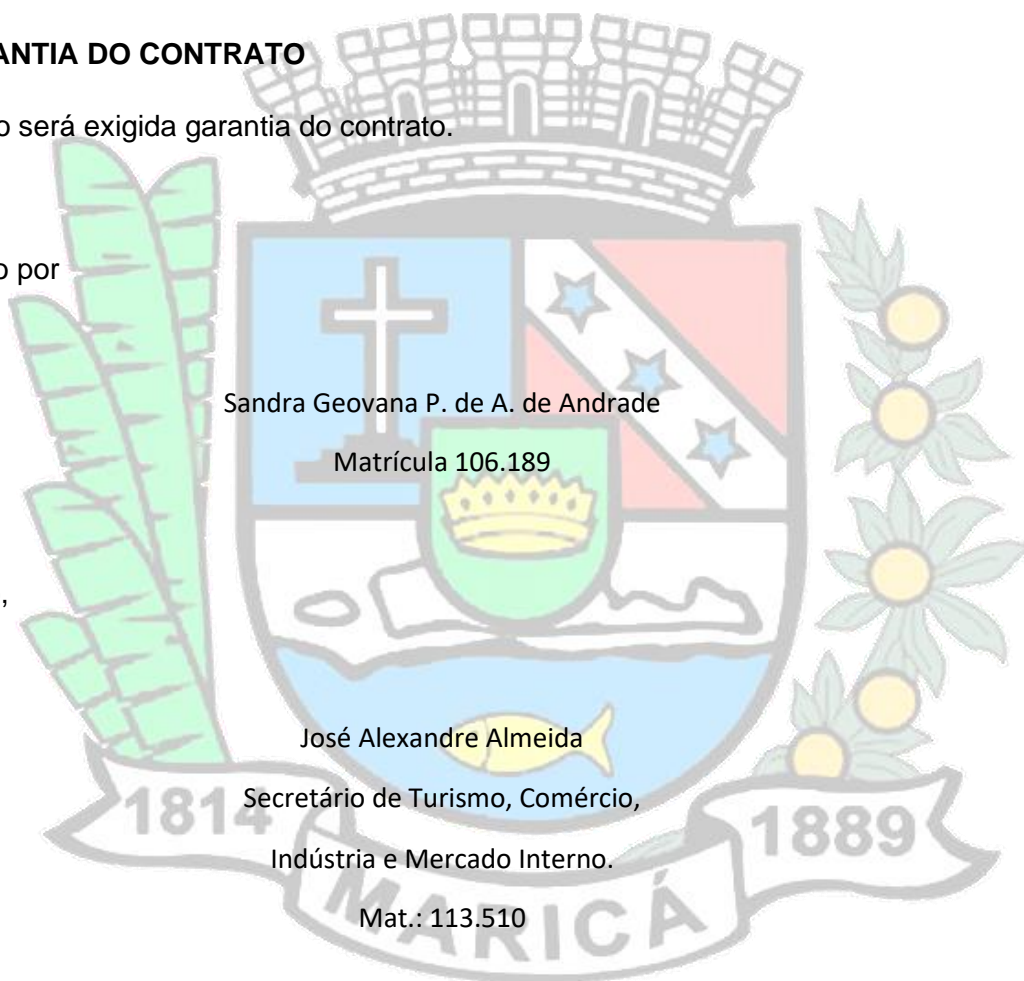 ANTIA DO CONTRATO
o será exigida garantia do contrato.
o por
Sandra Geovana P. de A. de Andrade
Matrícula 106.189
,
José Alexandre Almeida
Secretário de Turismo, Comércio,
Indústria e Mercado Interno.
Mat.: 113.510
1814
MARICÁ
1889